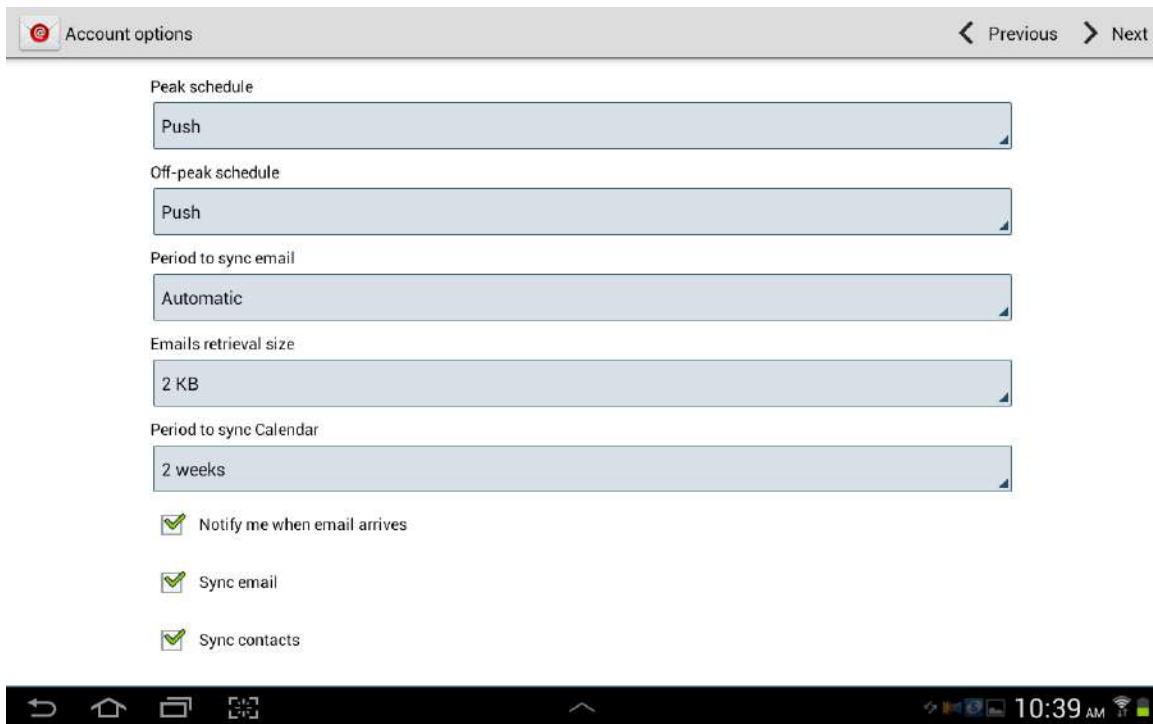 Account options
Previous
Next
Peak schedule
Push
Off-peak schedule
Push
Period to sync email
Automatic
Emails retrieval size
2 KB
Period to sync Calendar
2 weeks
Notify me when email arrives
Sync email
Sync contacts
10:39 AM